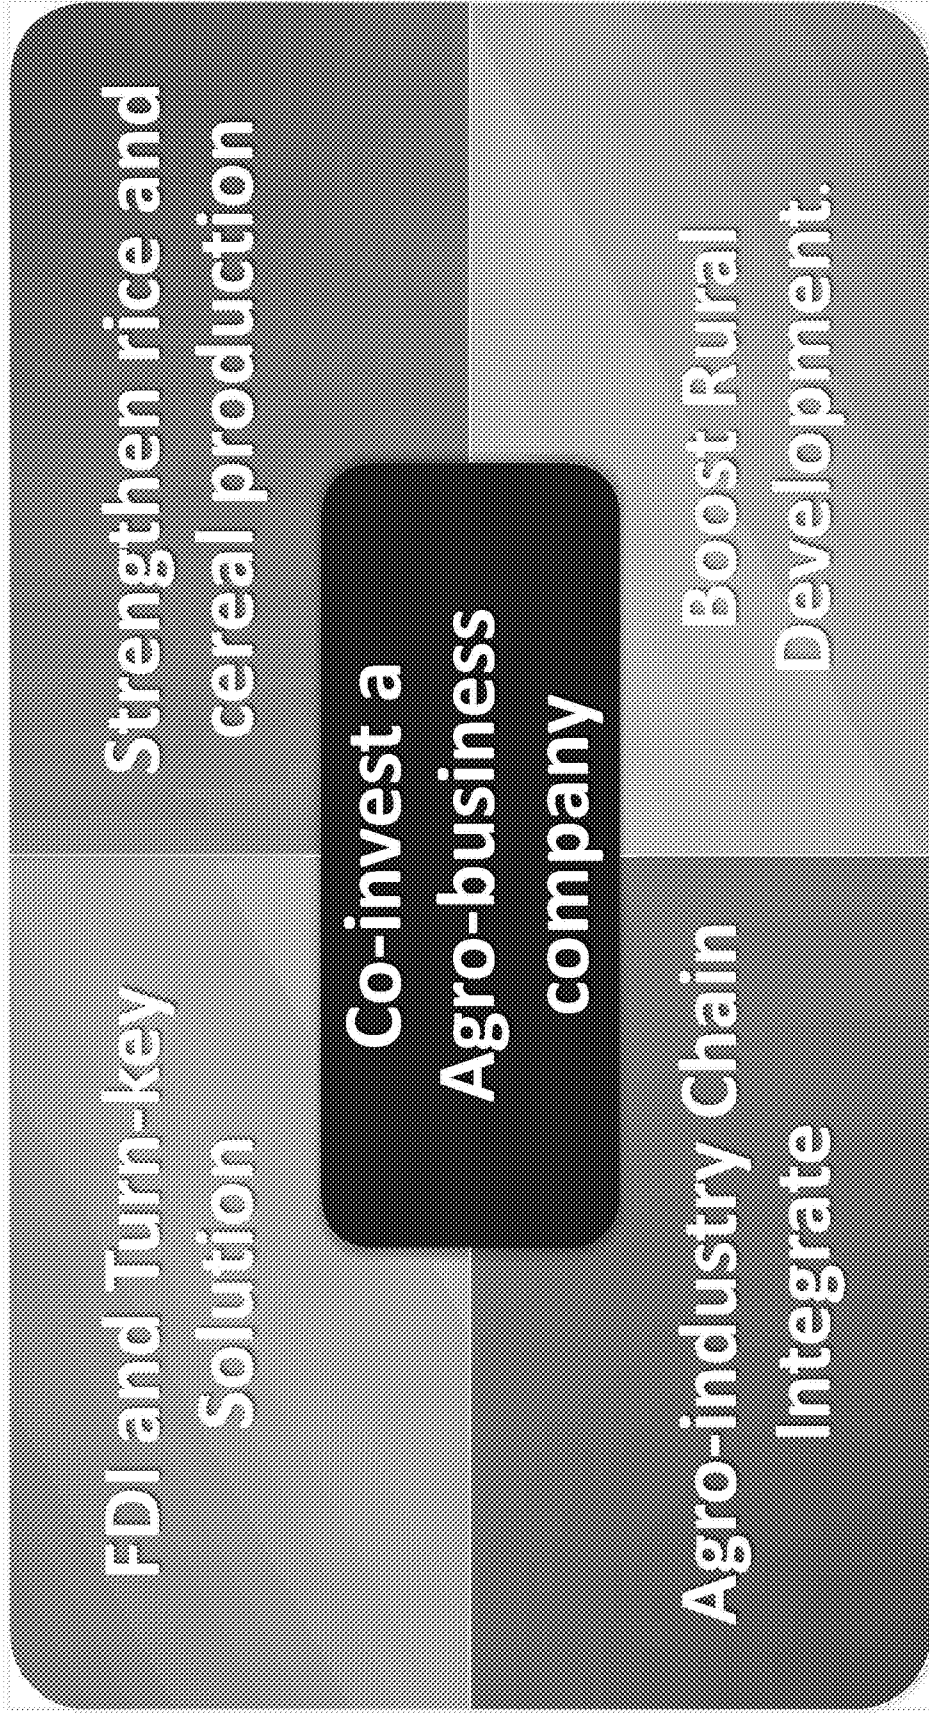 FDI and Turn-key
Solution
Strengthen rice and
cereal production
Co-invest a
Agro-business
company
Agro-industry Chain
Integrate
Boost Rural
Development.